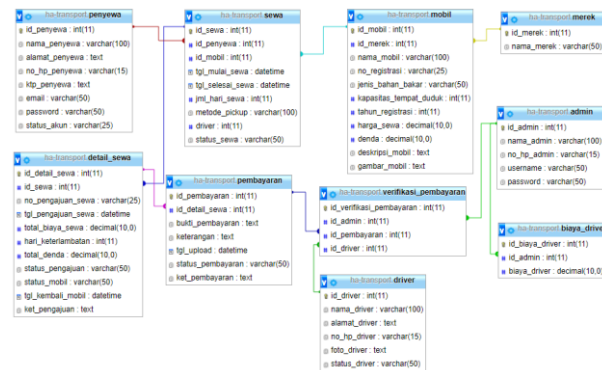 ha-transport penyewa
id_penyewa : int(11)
nama_penyewa : varchar(100)
alamat_penyewa : text
no_hp_penyewa : varchar(15)
ktp_penyewa : text
email : varchar(50)
password : varchar(50)
status_akun : varchar(25)
ha-transport sewa
id_sewa : int(11)
id_penyewa : int(11)
id_mobil : int(11)
tgl_mulai_sewa : datetime
tgl_selesai_sewa : datetime
jml_hari_sewa : int(11)
metode_pickup : varchar(100)
driver : int(11)
status_sewa : varchar(50)
ha-transport mobil
id_mobil : int(11)
id_merek : int(11)
nama_mobil : varchar(100)
no_registrasi : varchar(25)
jenis_bahan_bakar : varchar(50)
kapasitas_tempat_duduk : int(11)
tahun_registrasi : int(11)
harga_sewa : decimal(10,0)
denda : decimal(10,0)
deskripsi_mobil : text
gambar_mobil : text
ha-transport merek
id_merek : int(11)
nama_merek : varchar(50)
ha-transport admin
id_admin : int(11)
nama_admin : varchar(100)
no_hp_admin : varchar(15)
username : varchar(50)
password : varchar(50)
ha-transport detail_sewa
id_detail_sewa : int(11)
id_sewa : int(11)
no_pengajuan_sewa : varchar(25)
tgl_pengajuan_sewa : datetime
total_biaya_sewa : decimal(10,0)
hari_keterlambatan : int(11)
total_denda : decimal(10,0)
status_pengajuan : varchar(50)
status_mobil : varchar(50)
tgl_kembali_mobil : datetime
ket_pengajuan : text
ha-transport pembayaran
id_pembayaran : int(11)
id_detail_sewa : int(11)
bukti_pembayaran : text
keterangan : text
tgl_upload : datetime
status_pembayaran : varchar(50)
ket_pembayaran : text
ha-transport verifikasi_pembayaran
id_verifikasi_pembayaran : int(11)
id_admin : int(11)
id_pembayaran : int(11)
id_driver : int(11)
ha-transport biaya_driver
id_biaya_driver : int(11)
id_admin : int(11)
biaya_driver : decimal(10,0)
ha-transport driver
id_driver : int(11)
nama_driver : varchar(100)
alamat_driver : text
no_hp_driver : varchar(15)
foto_driver : text
status_driver : varchar(50)